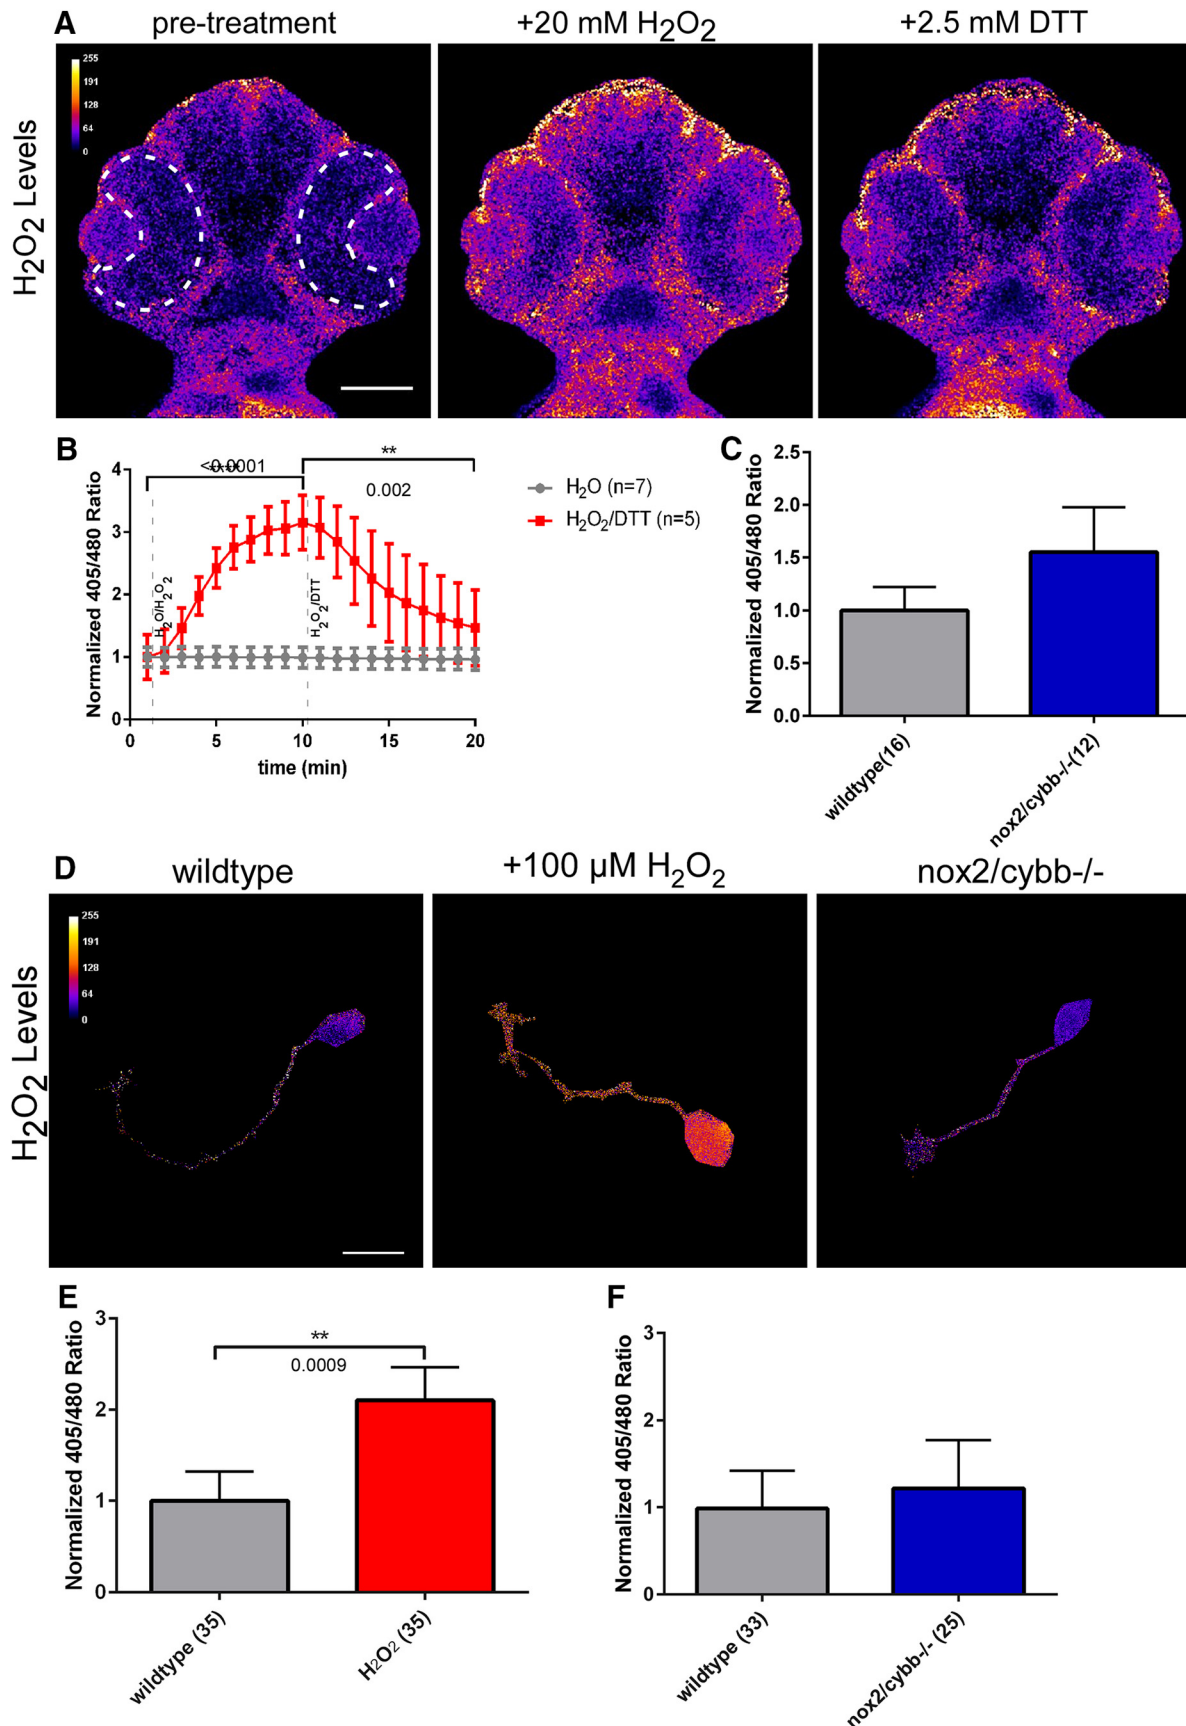 A pre-treatment +20 mM H₂O₂ +2.5 mM DTT
H₂O₂ Levels
255
191
128
64
0
B
Normalized 405/480 Ratio
4
3
2
1
0
<0.0001
**
0.002
H₂O/H₂O₂
H₂O₂/DTT
H₂O (n=7)
H₂O₂/DTT (n=5)
0 5 10 15 20
time (min)
C
Normalized 405/480 Ratio
2.5
2.0
1.5
1.0
0.5
0.0
wildtype(16)
nox2/cybb-/-(12)
D wildtype +100 µM H₂O₂ nox2/cybb-/-
H₂O₂ Levels
255
191
128
64
0
E
Normalized 405/480 Ratio
3
2
1
0
**
0.0009
wildtype (35)
H₂O₂ (35)
F
Normalized 405/480 Ratio
3
2
1
0
wildtype (33)
nox2/cybb-/- (25)